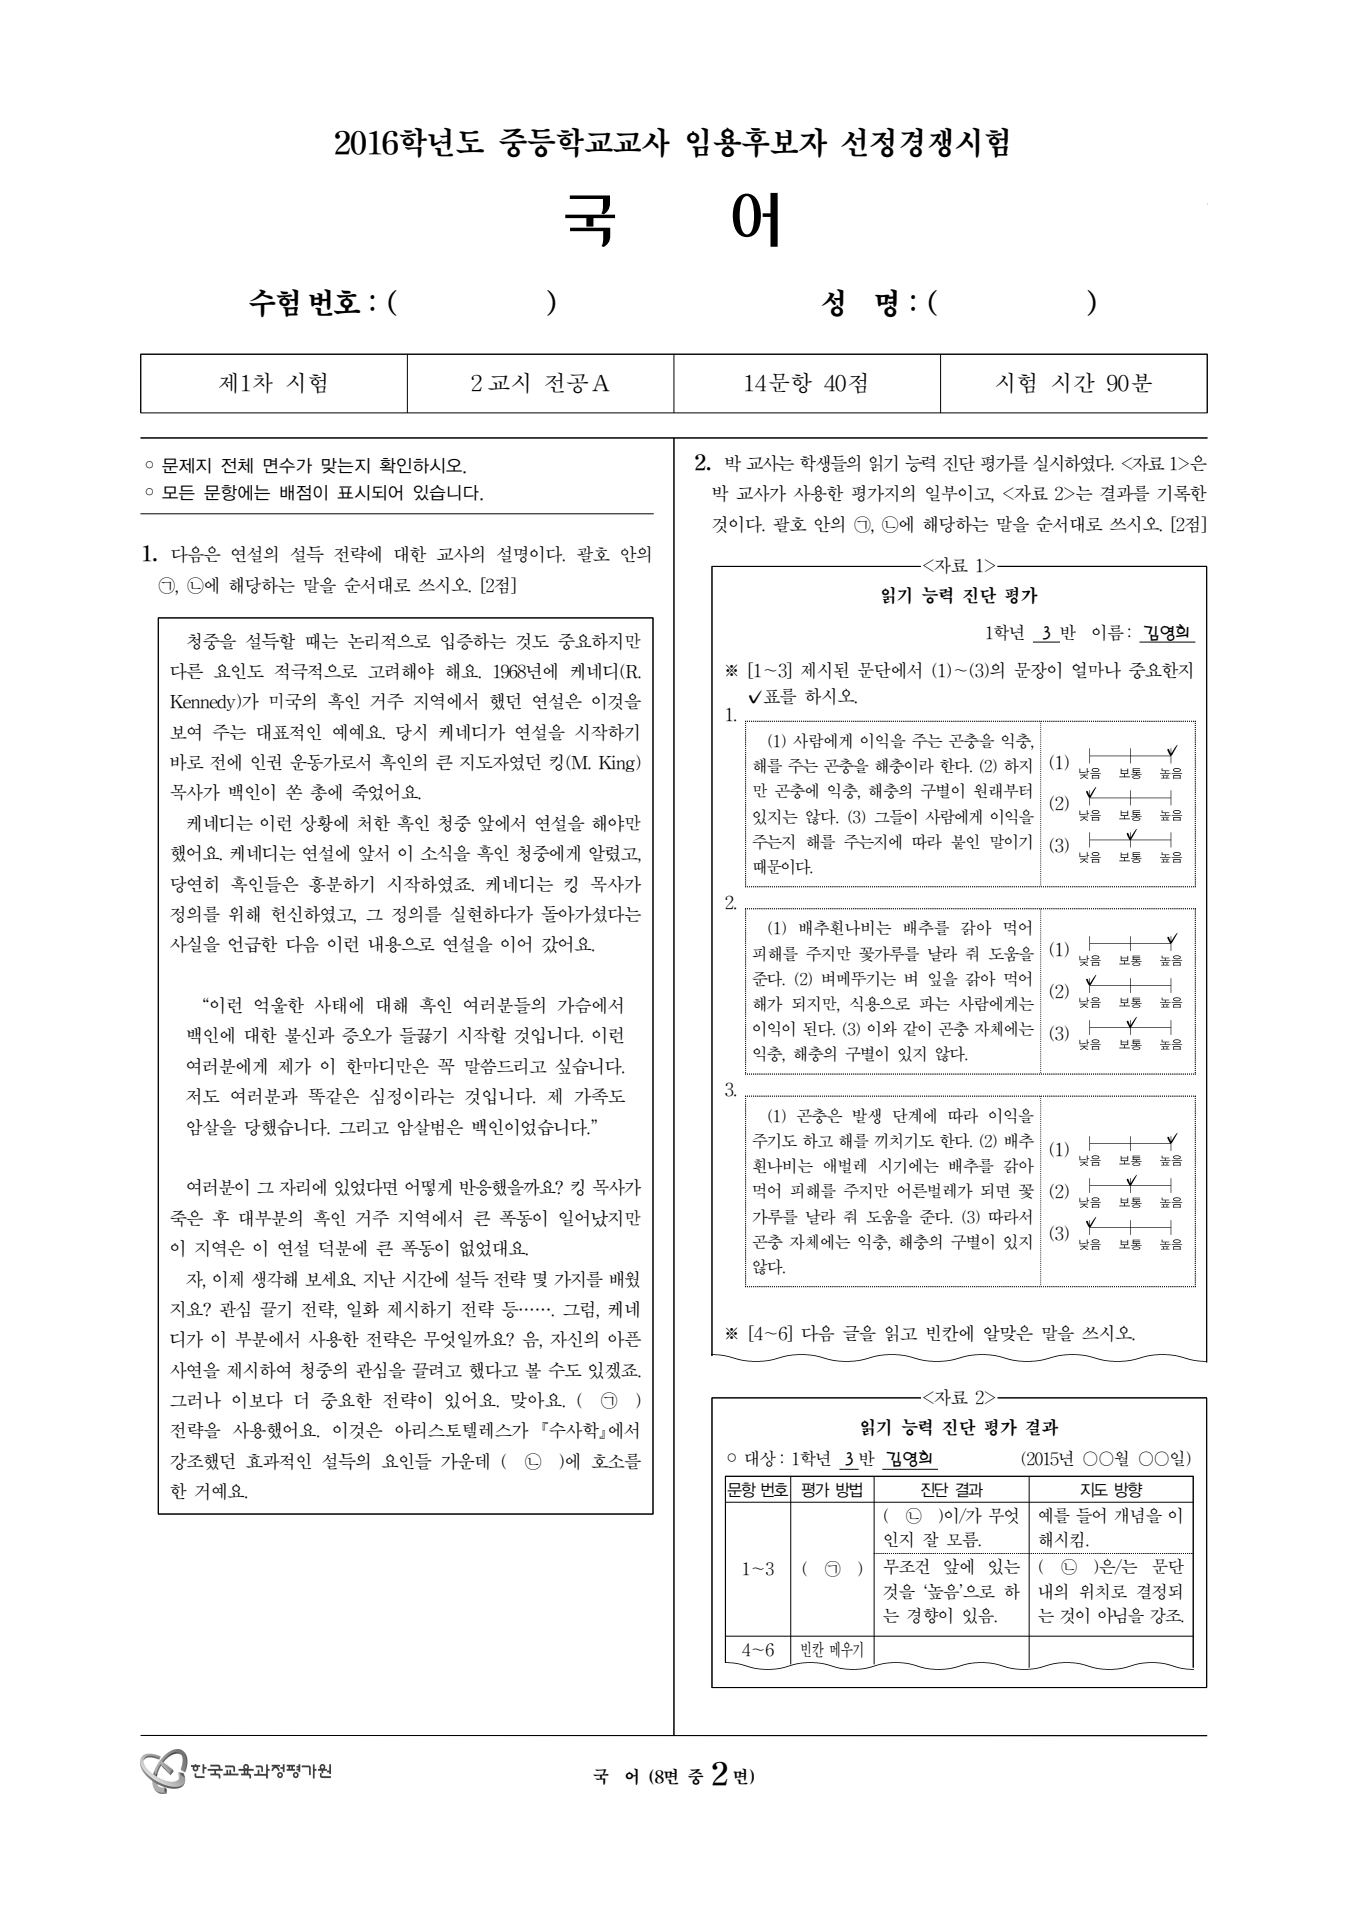 2016학년도 중등학교교사 임용후보자 선정경쟁시험
국 어
수험 번호 : ( )
성 명 : ( )
제1차 시험
2 교시 전공 A
14문항 40점
시험 시간 90분
○ 문제지 전체 면수가 맞는지 확인하시오.
○ 모든 문항에는 배점이 표시되어 있습니다.
1. 다음은 연설의 설득 전략에 대한 교사의 설명이다. 괄호 안의
㉠, ㉡에 해당하는 말을 순서대로 쓰시오. [2점]
청중을 설득할 때는 논리적으로 입증하는 것도 중요하지만
다른 요인도 적극적으로 고려해야 해요. 1968년에 케네디(R.
Kennedy)가 미국의 흑인 거주 지역에서 했던 연설은 이것을
보여 주는 대표적인 예예요. 당시 케네디가 연설을 시작하기
바로 전에 인권 운동가로서 흑인의 큰 지도자였던 킹(M. King)
목사가 백인이 쏜 총에 죽었어요.
케네디는 이런 상황에 처한 흑인 청중 앞에서 연설을 해야만
했어요. 케네디는 연설에 앞서 이 소식을 흑인 청중에게 알렸고,
당연히 흑인들은 흥분하기 시작하였죠. 케네디는 킹 목사가
정의를 위해 헌신하였고, 그 정의를 실현하다가 돌아가셨다는
사실을 언급한 다음 이런 내용으로 연설을 이어 갔어요.
“이런 억울한 사태에 대해 흑인 여러분들의 가슴에서
백인에 대한 불신과 증오가 들끓기 시작할 것입니다. 이런
여러분에게 제가 이 한마디만은 꼭 말씀드리고 싶습니다.
저도 여러분과 똑같은 심정이라는 것입니다. 제 가족도
암살을 당했습니다. 그리고 암살범은 백인이었습니다.”
여러분이 그 자리에 있었다면 어떻게 반응했을까요? 킹 목사가
죽은 후 대부분의 흑인 거주 지역에서 큰 폭동이 일어났지만
이 지역은 이 연설 덕분에 큰 폭동이 없었대요.
자, 이제 생각해 보세요. 지난 시간에 설득 전략 몇 가지를 배웠
지요? 관심 끌기 전략, 일화 제시하기 전략 등……. 그럼, 케네
디가 이 부분에서 사용한 전략은 무엇일까요? 음, 자신의 아픈
사연을 제시하여 청중의 관심을 끌려고 했다고 볼 수도 있겠죠.
그러나 이보다 더 중요한 전략이 있어요. 맞아요. ( ㉠ )
전략을 사용했어요. 이것은 아리스토텔레스가 『수사학』에서
강조했던 효과적인 설득의 요인들 가운데 ( ㉡ )에 호소를
한 거예요.
2. 박 교사는 학생들의 읽기 능력 진단 평가를 실시하였다. <자료 1>은
박 교사가 사용한 평가지의 일부이고, <자료 2>는 결과를 기록한
것이다. 괄호 안의 ㉠, ㉡에 해당하는 말을 순서대로 쓰시오. [2점]
<자료 1>
읽기 능력 진단 평가
1학년 3 반 이름 : 김영희
※ [1～3] 제시된 문단에서 (1)～(3)의 문장이 얼마나 중요한지
✓표를 하시오.
1.
(1) 사람에게 이익을 주는 곤충을 익충,
해를 주는 곤충을 해충이라 한다. (2) 하지
만 곤충에 익충, 해충의 구별이 원래부터
있지는 않다. (3) 그들이 사람에게 이익을
주는지 해를 주는지에 따라 붙인 말이기
때문이다.
(1) ✓
낮음 보통 높음
(2) ✓
낮음 보통 높음
(3) ✓
낮음 보통 높음
2.
(1) 배추흰나비는 배추를 갉아 먹어
피해를 주지만 꽃가루를 날라 줘 도움을
준다. (2) 벼메뚜기는 벼 잎을 갉아 먹어
해가 되지만, 식용으로 파는 사람에게는
이익이 된다. (3) 이와 같이 곤충 자체에는
익충, 해충의 구별이 있지 않다.
(1) ✓
낮음 보통 높음
(2) ✓
낮음 보통 높음
(3) ✓
낮음 보통 높음
3.
(1) 곤충은 발생 단계에 따라 이익을
주기도 하고 해를 끼치기도 한다. (2) 배추
흰나비는 애벌레 시기에는 배추를 갉아
먹어 피해를 주지만 어른벌레가 되면 꽃
가루를 날라 줘 도움을 준다. (3) 따라서
곤충 자체에는 익충, 해충의 구별이 있지
않다.
(1) ✓
낮음 보통 높음
(2) ✓
낮음 보통 높음
(3) ✓
낮음 보통 높음
※ [4～6] 다음 글을 읽고 빈칸에 알맞은 말을 쓰시오.
<자료 2>
읽기 능력 진단 평가 결과
○ 대상 : 1학년 3 반 김영희 (2015년 ○○월 ○○일)
문항 번호 평가 방법 진단 결과 지도 방향
( ㉡ )이/가 무엇
인지 잘 모름.
예를 들어 개념을 이
해시킴.
1～3 ( ㉠ )
무조건 앞에 있는
것을 ‘높음’으로 하
는 경향이 있음.
( ㉡ )은/는 문단
내의 위치로 결정되
는 것이 아님을 강조.
4～6 빈칸 메우기
한국교육과정평가원
국 어 (8면 중 2 면)